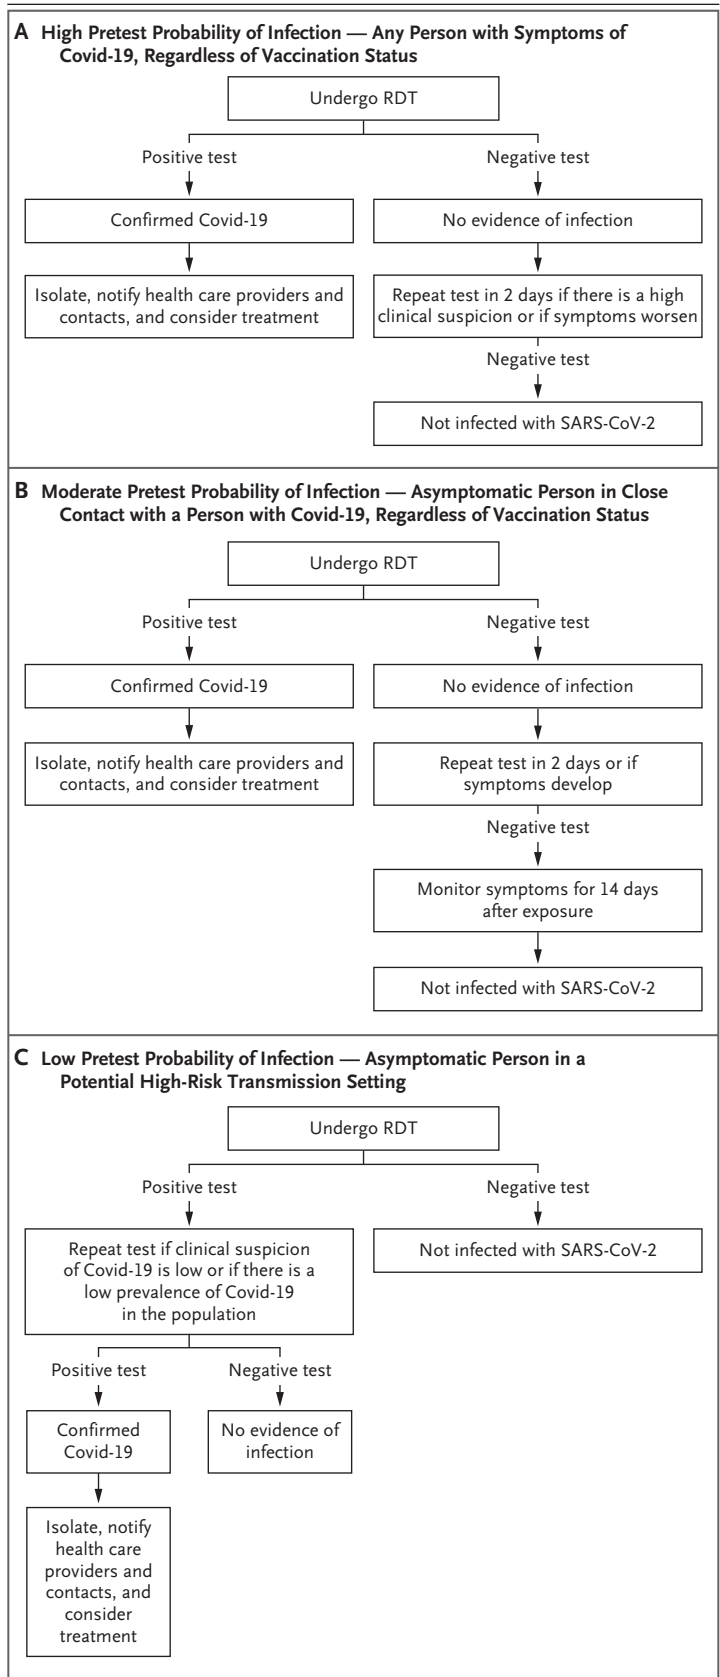 A High Pretest Probability of Infection — Any Person with Symptoms of
Covid-19, Regardless of Vaccination Status
Undergo RDT
Positive test
Negative test
Confirmed Covid-19
No evidence of infection
Isolate, notify health care providers and
contacts, and consider treatment
Repeat test in 2 days if there is a high
clinical suspicion or if symptoms worsen
Negative test
Not infected with SARS-CoV-2
B Moderate Pretest Probability of Infection — Asymptomatic Person in Close
Contact with a Person with Covid-19, Regardless of Vaccination Status
Undergo RDT
Positive test
Negative test
Confirmed Covid-19
No evidence of infection
Isolate, notify health care providers and
contacts, and consider treatment
Repeat test in 2 days or if
symptoms develop
Negative test
Monitor symptoms for 14 days
after exposure
Not infected with SARS-CoV-2
C Low Pretest Probability of Infection — Asymptomatic Person in a
Potential High-Risk Transmission Setting
Undergo RDT
Positive test
Negative test
Repeat test if clinical suspicion
of Covid-19 is low or if there is a
low prevalence of Covid-19
in the population
Not infected with SARS-CoV-2
Positive test
Negative test
Confirmed
Covid-19
No evidence of
infection
Isolate, notify
health care
providers and
contacts, and
consider
treatment